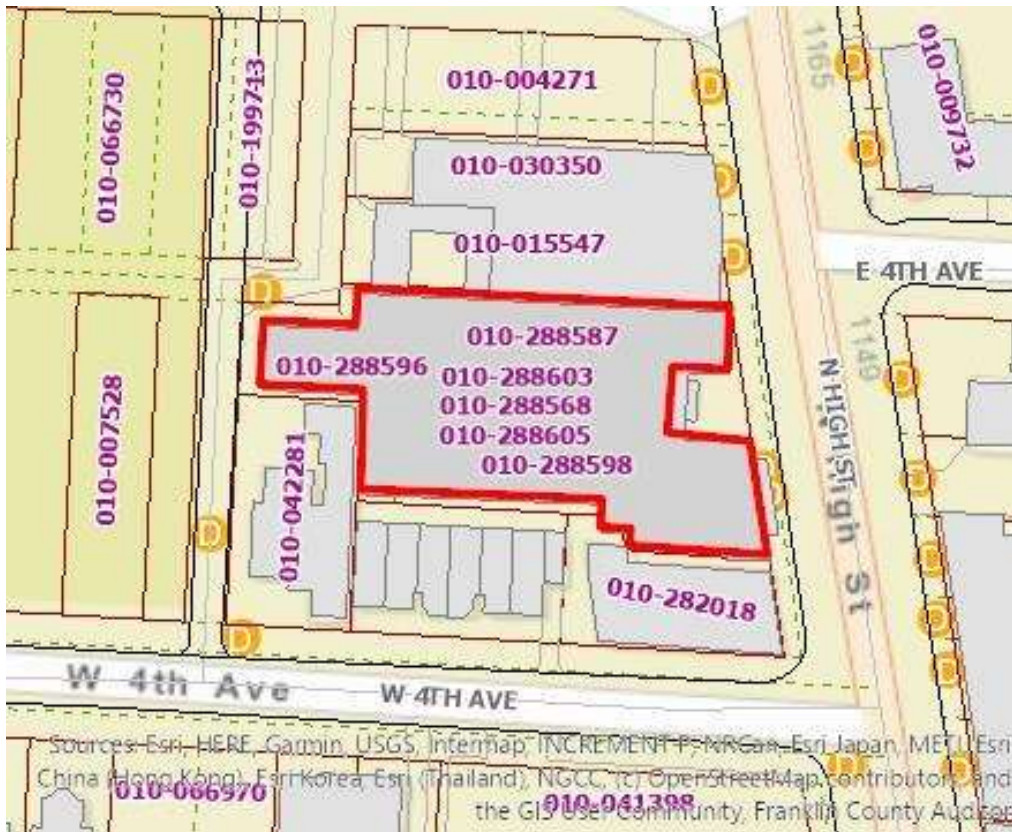 1165
010-009732
010-004271
010-066730
010-199743
010-030350
010-015547
E 4TH AVE
D
D
D
D
D
D
010-288587
1149
010-288596
010-288603
D
010-288568
N HIGH ST
010-288605
010-007528
010-288598
D
010-042281
High St
D
D
010-282018
D
D
D
W 4th Ave
W 4TH AVE
Sources: Esri, HERE, Garmin, USGS, Intermap, INCREMENT P, NRCan, Esri Japan, METI, Esri
China (Hong Kong), Esri Korea, Esri (Thailand), NGCC, (c) OpenStreetMap contributors, and
the GIS User Community, Franklin County Auditor
010-066970
010-041398
D
D